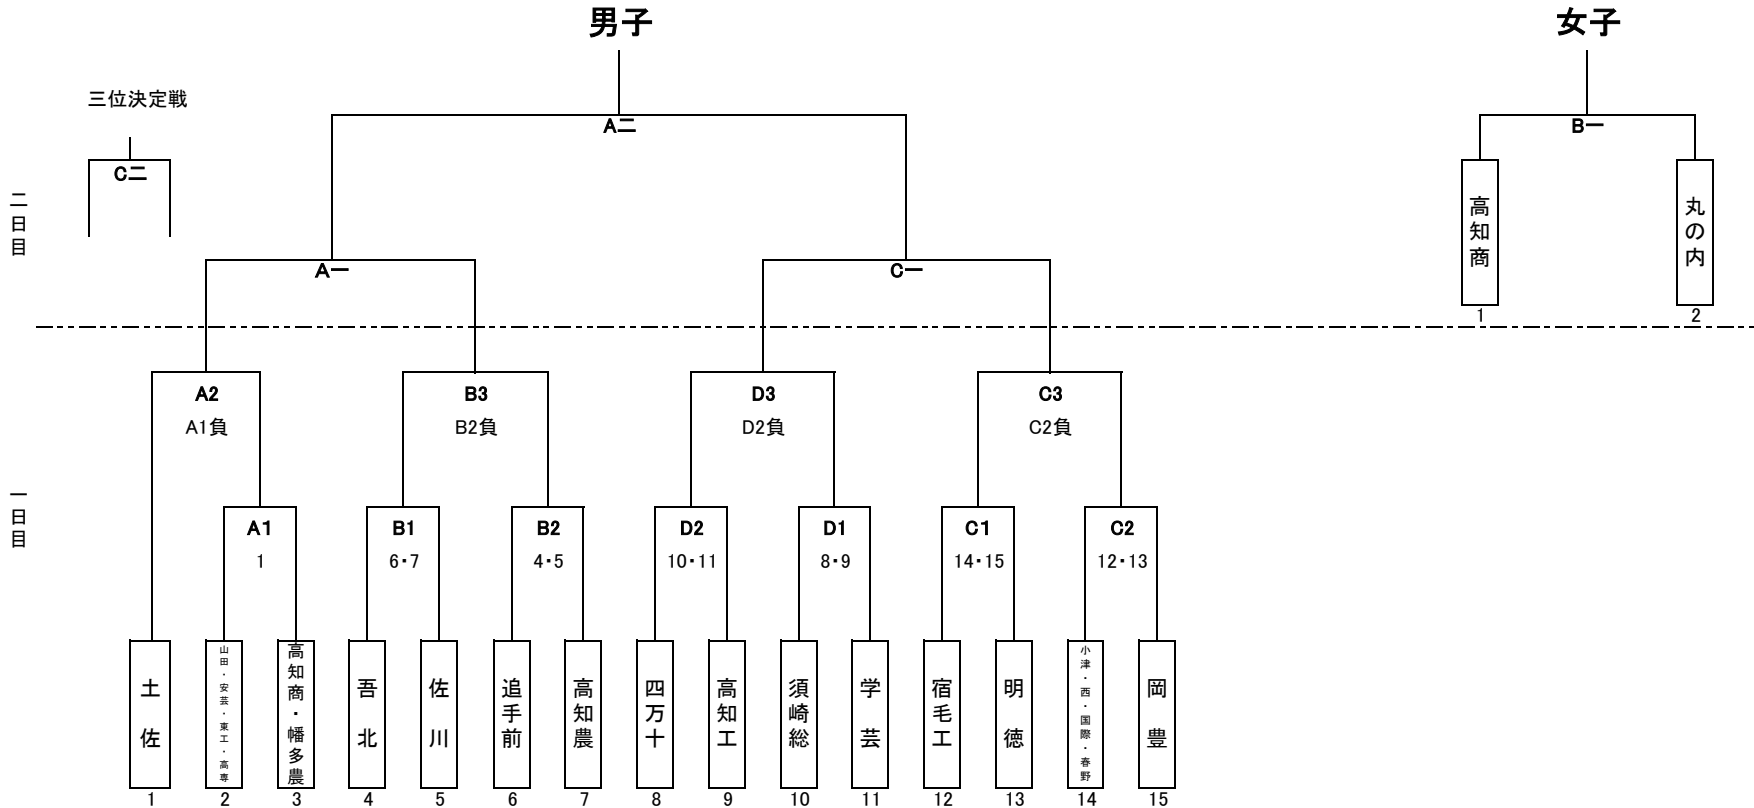 男子
女子
三位決定戦
A二
B一
C二
二日目
高知商
丸の内
A一
C一
1
2
A2
B3
D3
C3
A1負
B2負
D2負
C2負
一日目
A1
B1
B2
D2
D1
C1
C2
1
6・7
4・5
10・11
8・9
14・15
12・13
土佐
山田・安芸・東工・高専
高知商・幡多農
吾北
佐川
追手前
高知農
四万十
高知工
須崎総
学芸
宿毛工
明徳
小津・西・国際・春野
岡豊
1
2
3
4
5
6
7
8
9
10
11
12
13
14
15